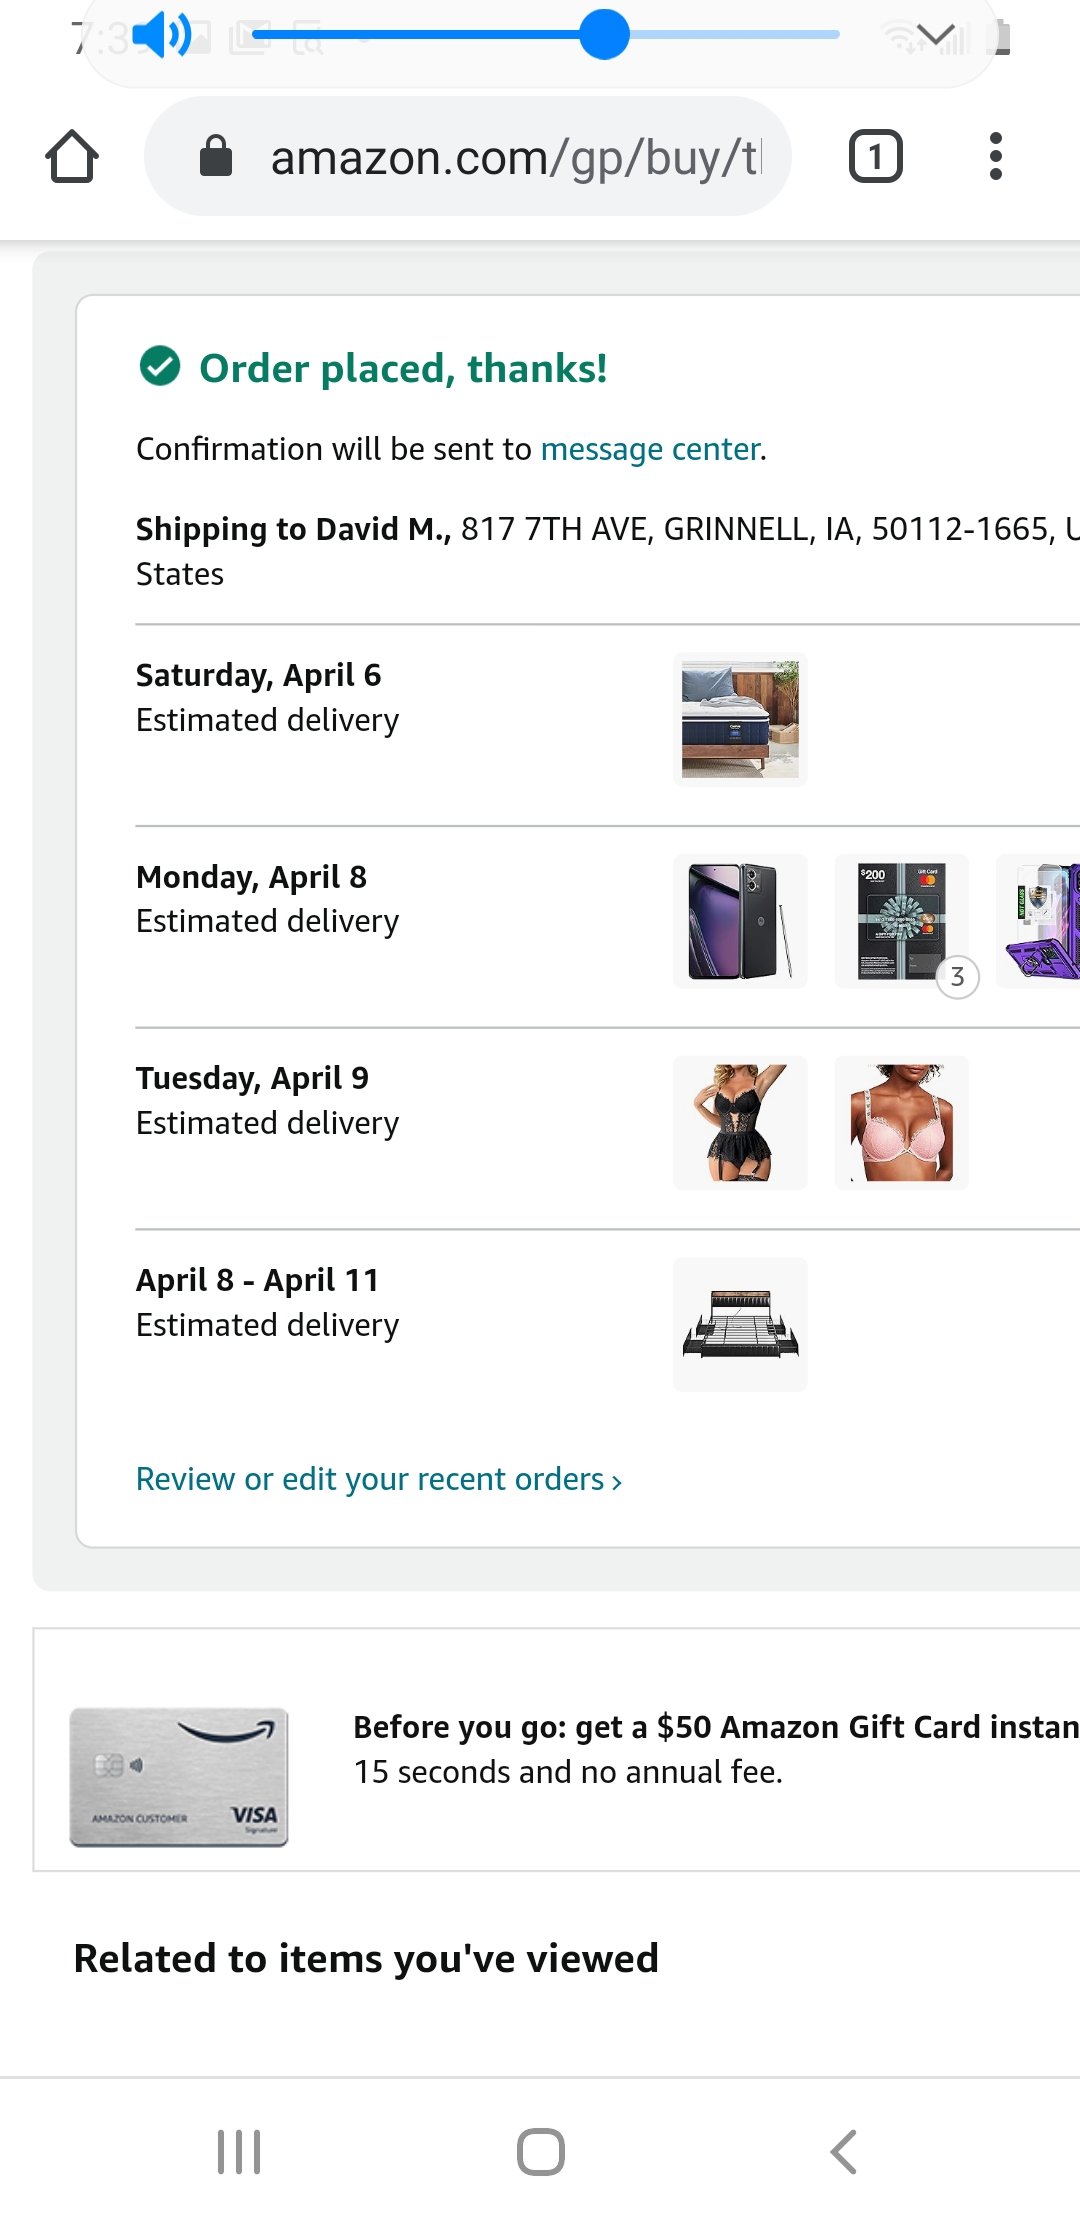 7:3
amazon.com/gp/buy/t
1
Order placed, thanks!
Confirmation will be sent to message center.
Shipping to David M., 817 7TH AVE, GRINNELL, IA, 50112-1665, U
States
Saturday, April 6
Estimated delivery
Monday, April 8
Estimated delivery
$200
Gift Card
3
Tuesday, April 9
Estimated delivery
April 8 - April 11
Estimated delivery
Review or edit your recent orders ›
Before you go: get a $50 Amazon Gift Card instan
15 seconds and no annual fee.
AMAZON CUSTOMER
VISA
Signature
Related to items you've viewed